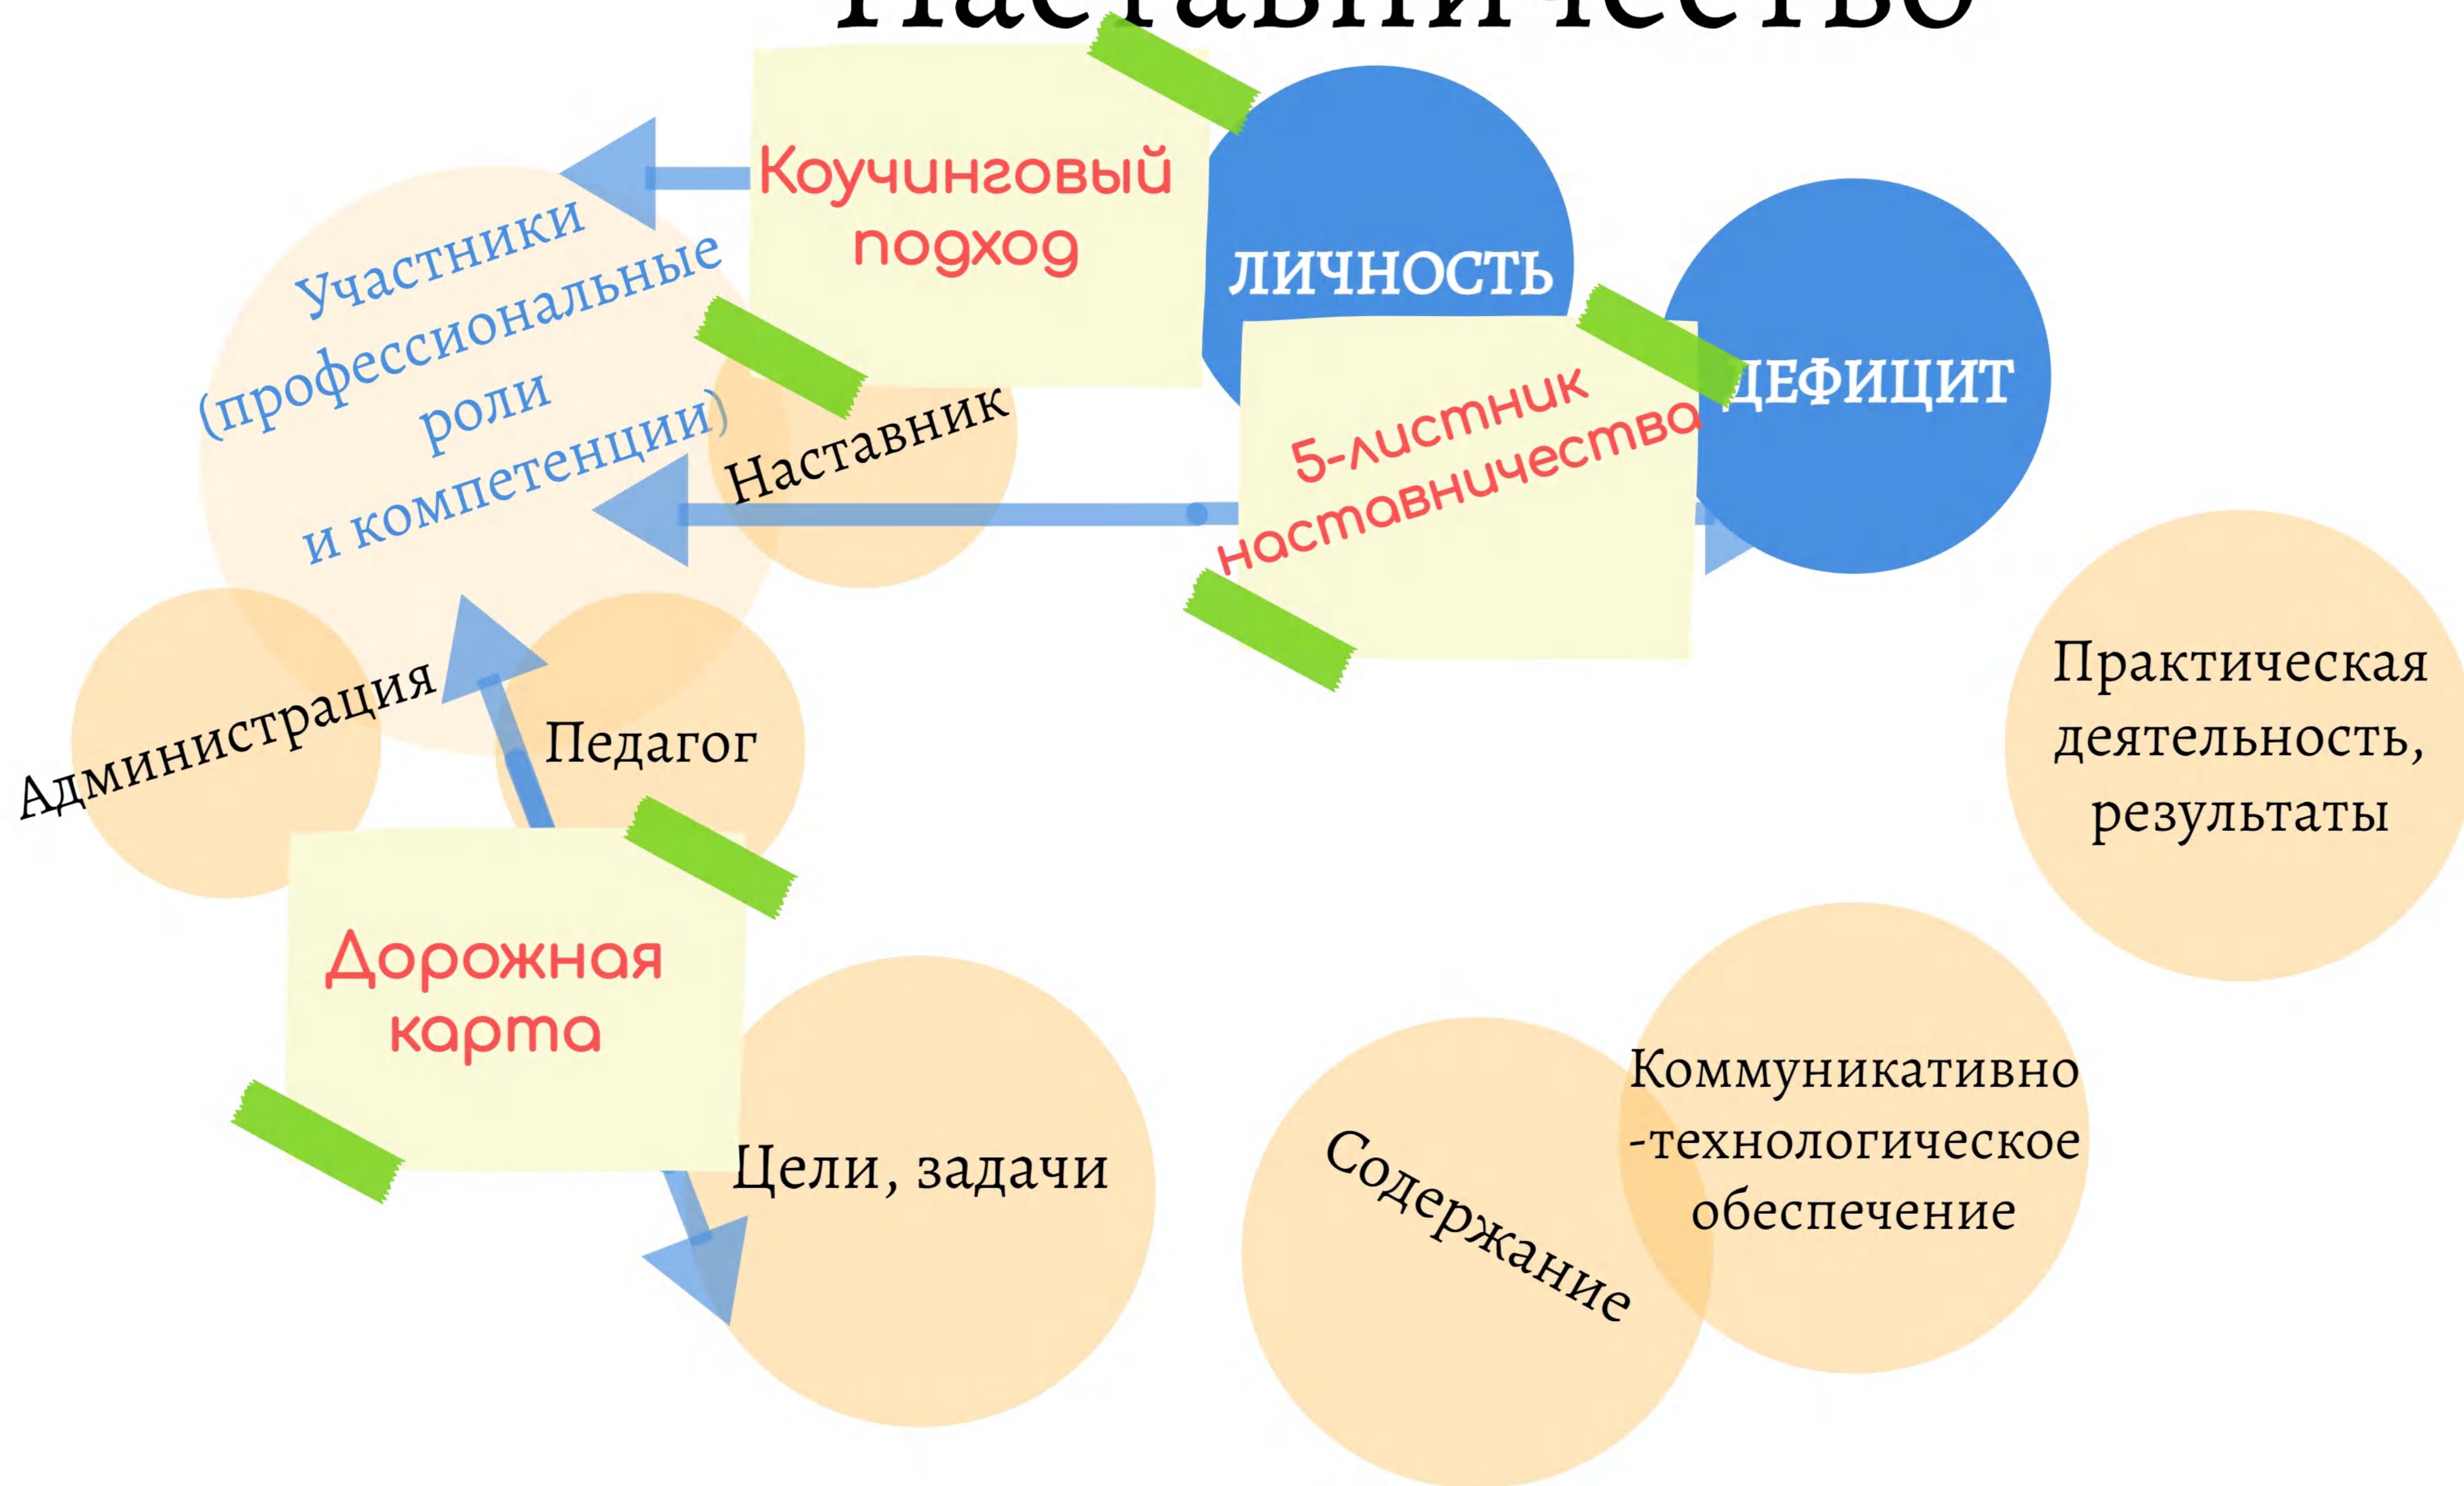 Наставничество
Коучинговый
подход
ЛИЧНОСТЬ
Участники
(профессиональные
роли
и компетенции)
ДЕФИЦИТ
5-листник
наставничества
Наставник
Администрация
Педагог
Практическая
деятельность,
результаты
Дорожная
карта
Цели, задачи
Содержание
Коммуникативно
-технологическое
обеспечение